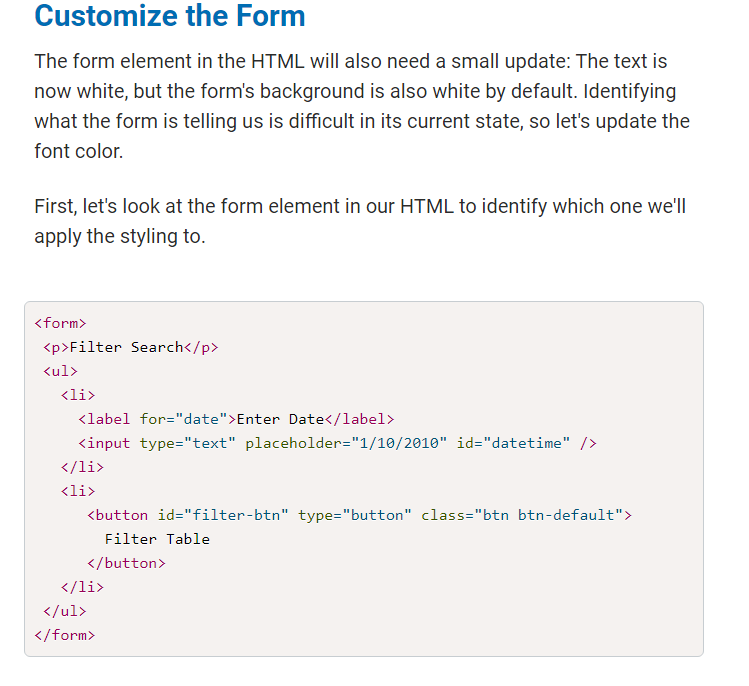 Customize the Form
The form element in the HTML will also need a small update: The text is
now white, but the form's background is also white by default. Identifying
what the form is telling us is difficult in its current state, so let's update the
font color.
First, let's look at the form element in our HTML to identify which one we'll
apply the styling to.
<form>
<p>Filter Search</p>
<ul>
<li>
<label for="date">Enter Date</label>
<input type="text" placeholder="1/10/2010" id="datetime" />
</li>
<li>
<button id="filter-btn" type="button" class="btn btn-default">
Filter Table
</button>
</li>
</ul>
</form>